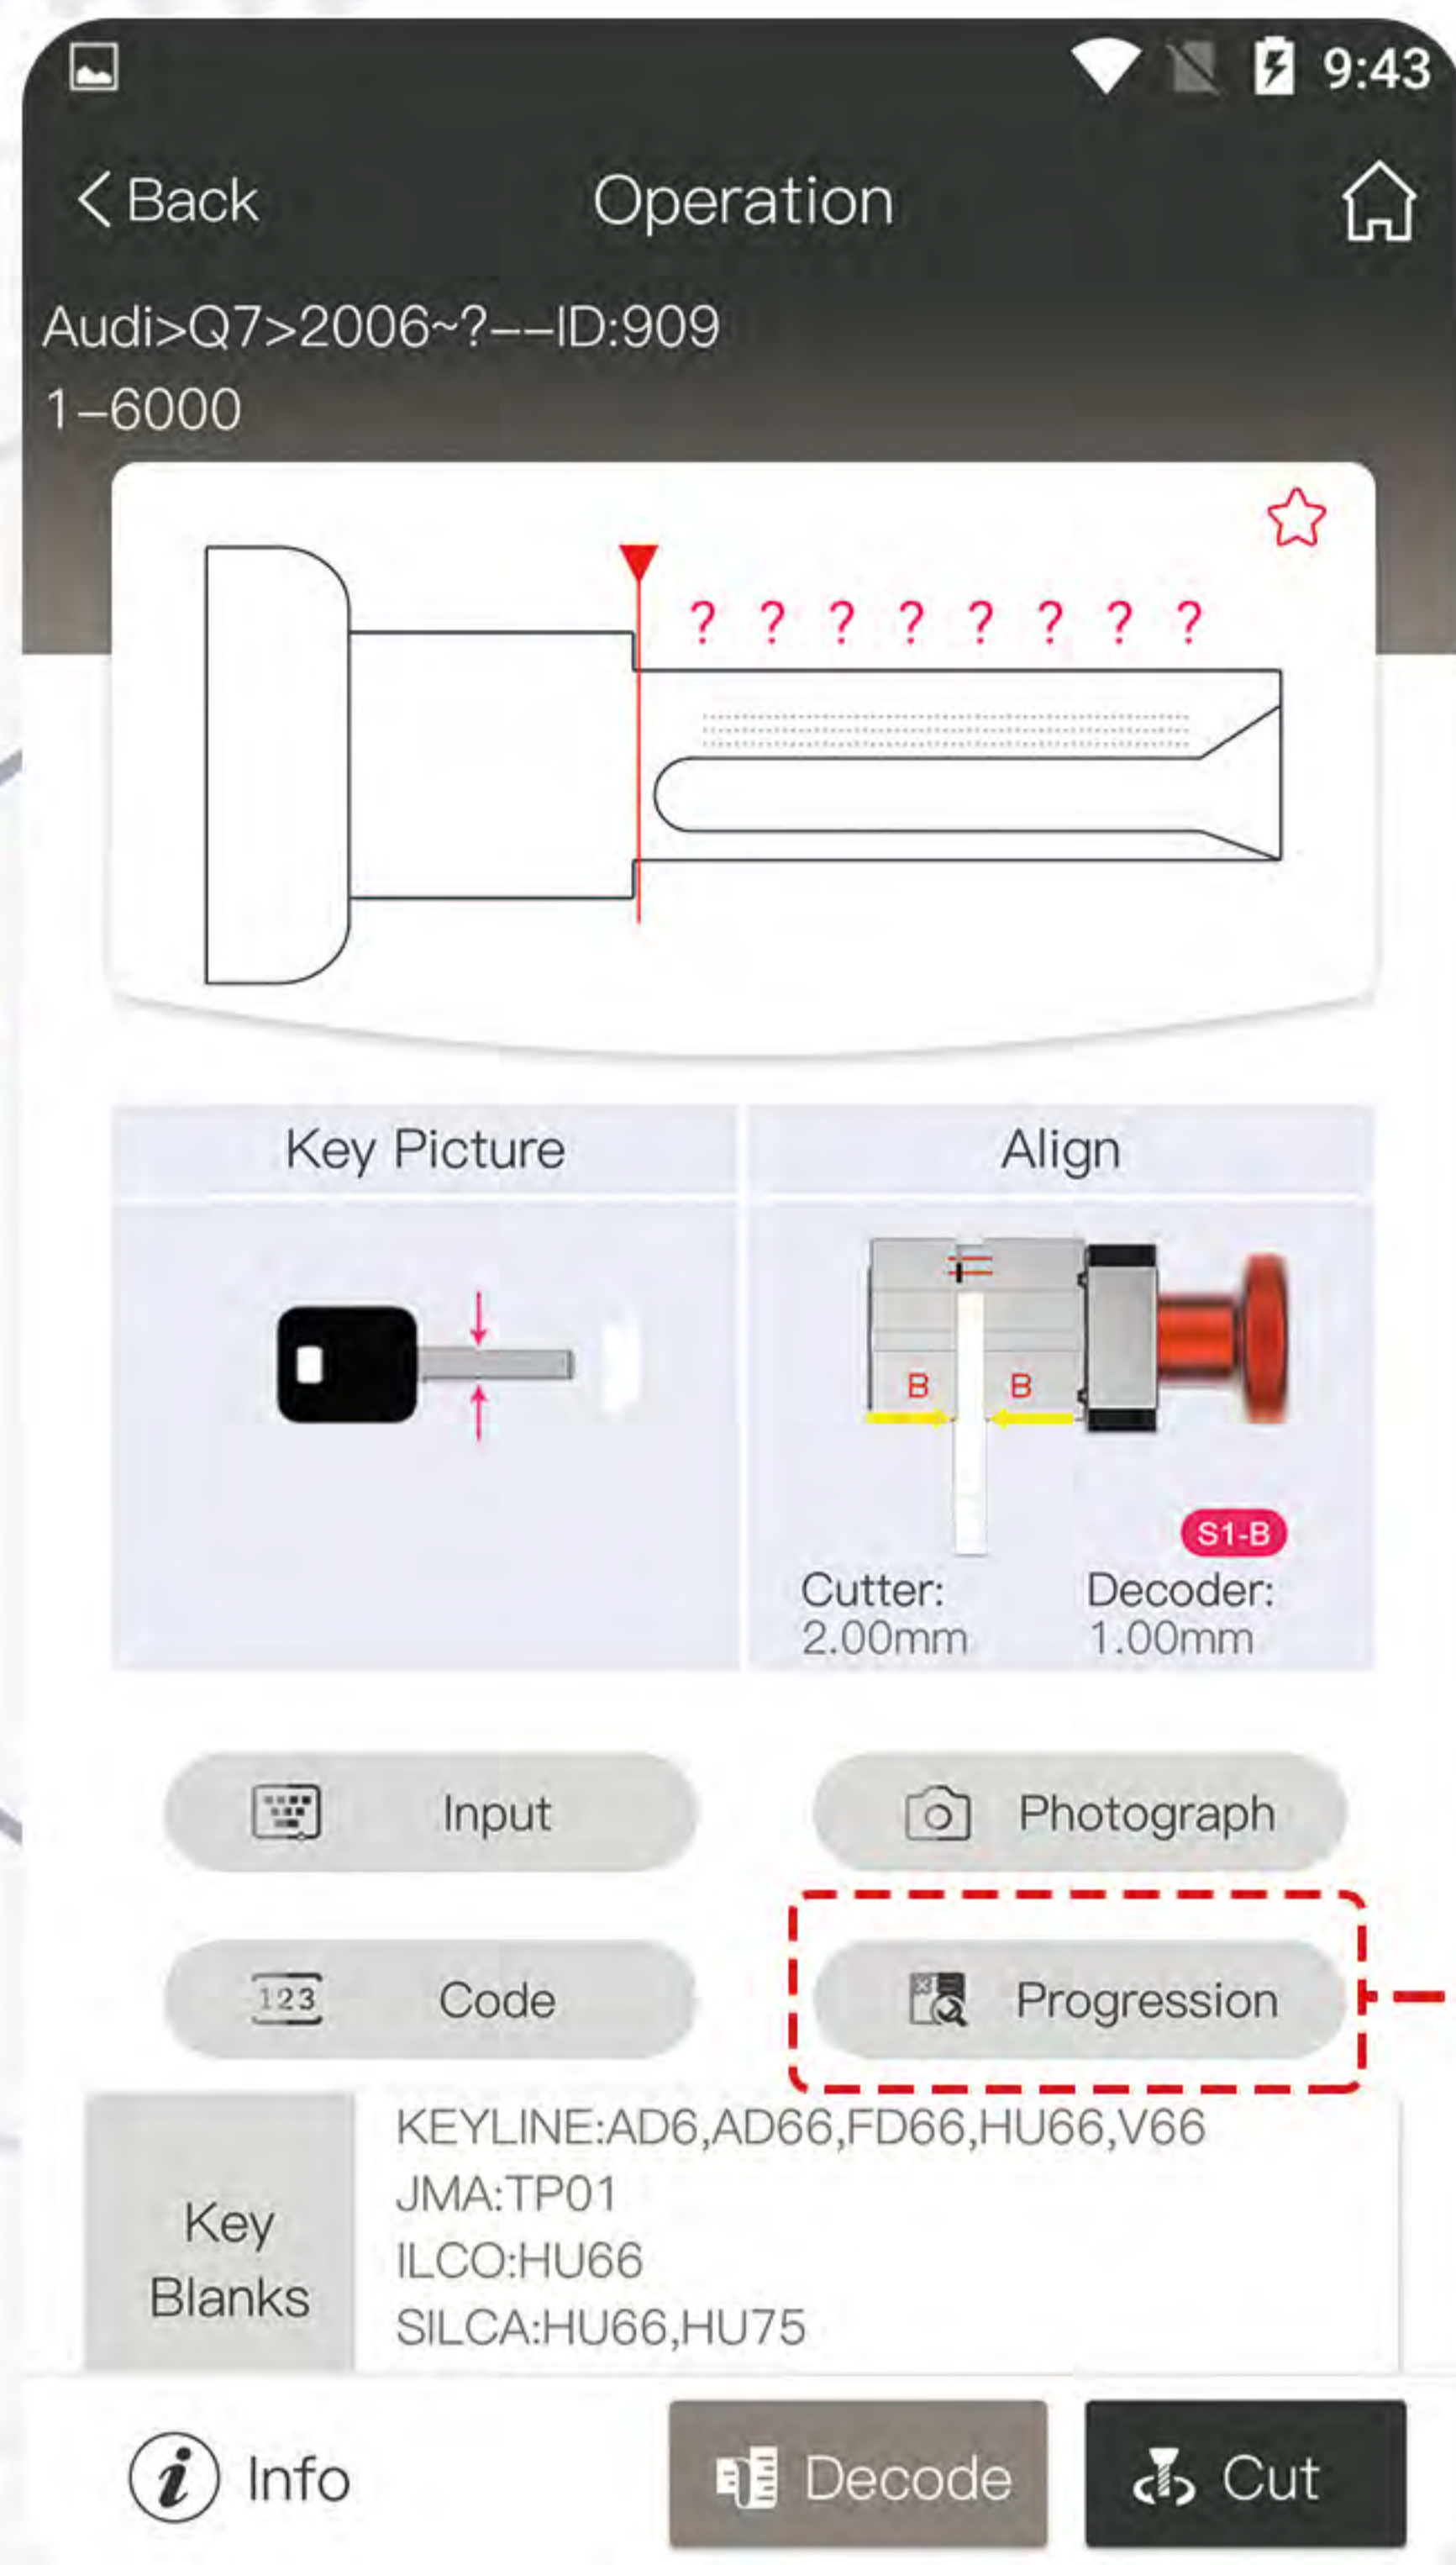 9:43
Back
Operation
Audi>Q7>2006~?--ID:909
1-6000
? ? ? ? ? ? ? ?
Key Picture
Align
B B
S1-B
Cutter:
2.00mm
Decoder:
1.00mm
Input
Photograph
123
Code
Progression
Key
Blanks
KEYLINE:AD6,AD66,FD66,HU66,V66
JMA:TP01
ILCO:HU66
SILCA:HU66,HU75
i Info
Decode
Cut